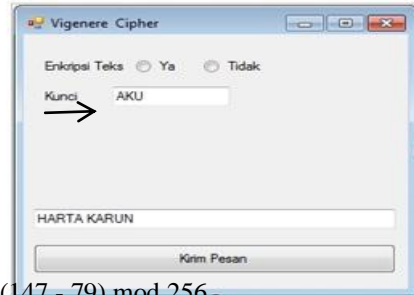 Vigenere Cipher
Enkripsi Teks Ya Tidak
Kunci AKU
HARTA KARUN
Kirim Pesan
(147 - 79) mod 256